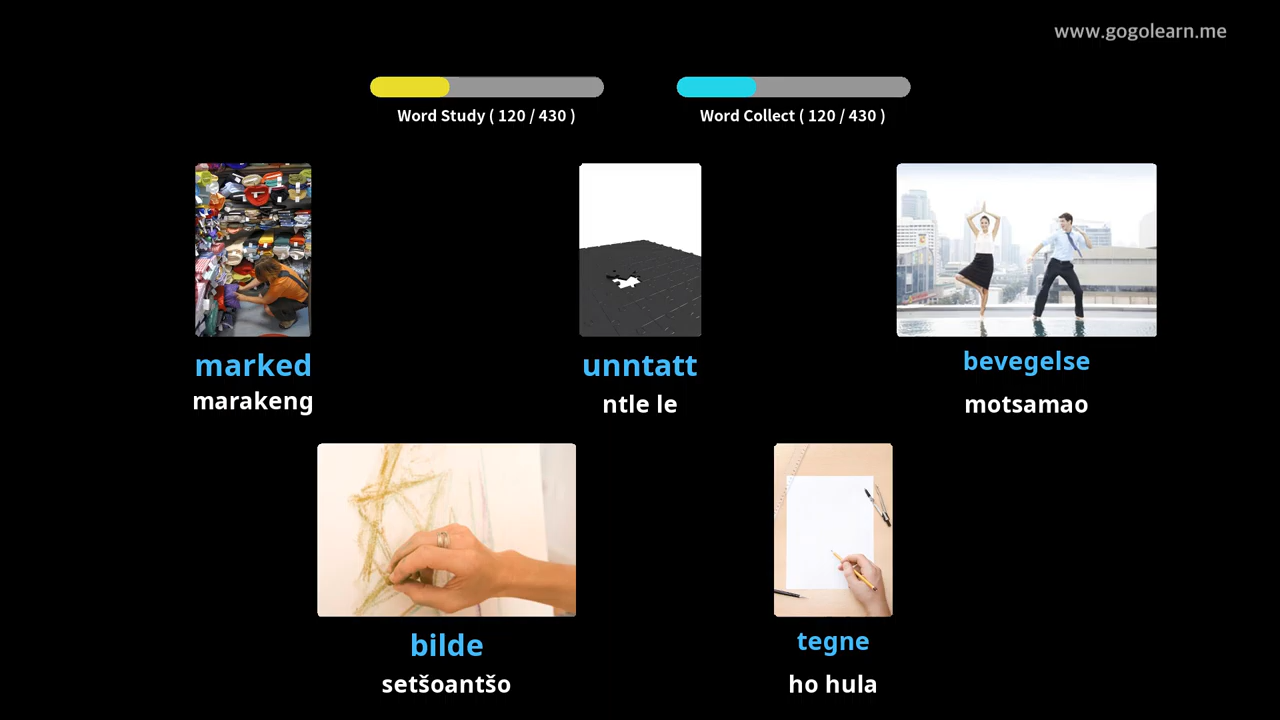 www.gogolearn.me
Word Study ( 120 / 430 )
Word Collect ( 120 / 430 )
marked
marakeng
unntatt
ntle le
bevegelse
motsamao
bilde
setšoantšo
tegne
ho hula